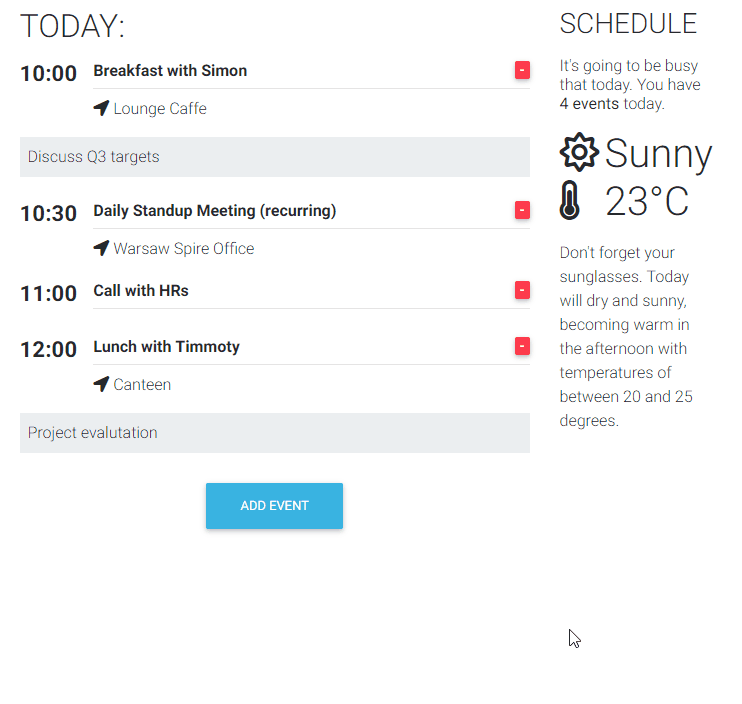 TODAY:
10:00 Breakfast with Simon -
Lounge Caffe
Discuss Q3 targets
10:30 Daily Standup Meeting (recurring) -
Warsaw Spire Office
11:00 Call with HRs -
12:00 Lunch with Timmoty -
Canteen
Project evalutation
ADD EVENT
SCHEDULE
It's going to be busy
that today. You have
4 events today.
Sunny
23°C
Don't forget your
sunglasses. Today
will dry and sunny,
becoming warm in
the afternoon with
temperatures of
between 20 and 25
degrees.